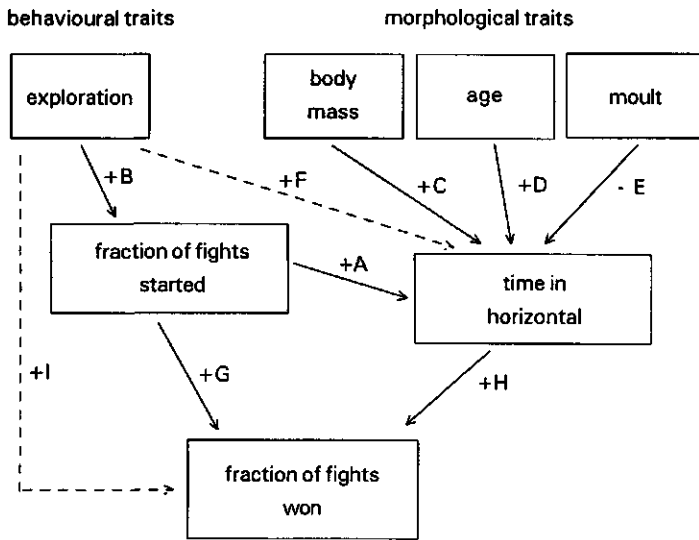 behavioural traits
morphological traits
exploration
body
mass
age
moult
+B
+F
+C
+D
- E
fraction of fights
started
+A
time in
horizontal
+I
+G
+H
fraction of fights
won